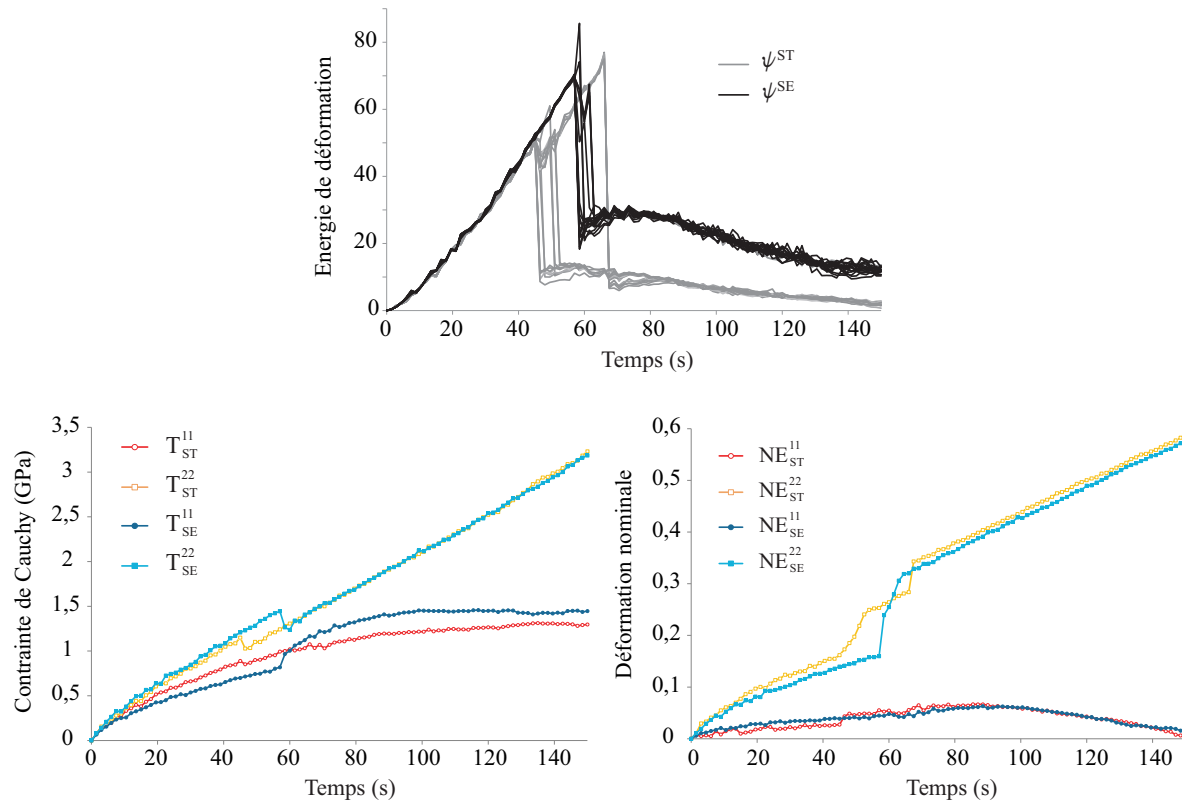 80
60
40
20
0
Energie de déformation
ψST
ψSE
0 20 40 60 80 100 120 140
Temps (s)
3,5
3
2,5
2
1,5
1
0,5
0
Contrainte de Cauchy (GPa)
T11ST
T22ST
T11SE
T22SE
0 20 40 60 80 100 120 140
Temps (s)
0,6
0,5
0,4
0,3
0,2
0,1
0
Déformation nominale
NE11ST
NE22ST
NE11SE
NE22SE
0 20 40 60 80 100 120 140
Temps (s)